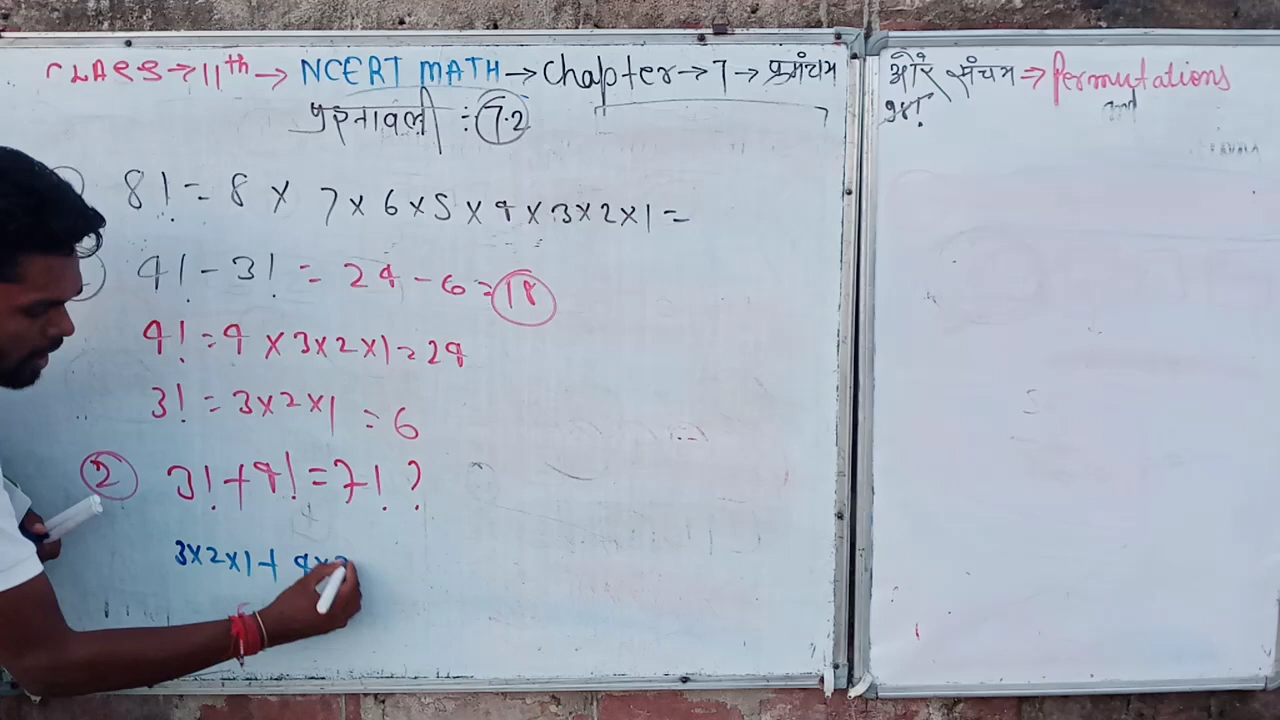 CLASS → 11th → NCERT MATH → Chapter → 7 → क्रमचय और संचय ⇒ Permutations
प्रश्नावली ÷ 7.2
8! = 8 × 7 × 6 × 5 × 4 × 3 × 2 × 1 =
4! - 3! = 24 - 6 = 18
4! = 4 × 3 × 2 × 1 = 24
3! = 3 × 2 × 1 = 6
② 3! + 4! = 7! ?
3 × 2 × 1 + 4 ×